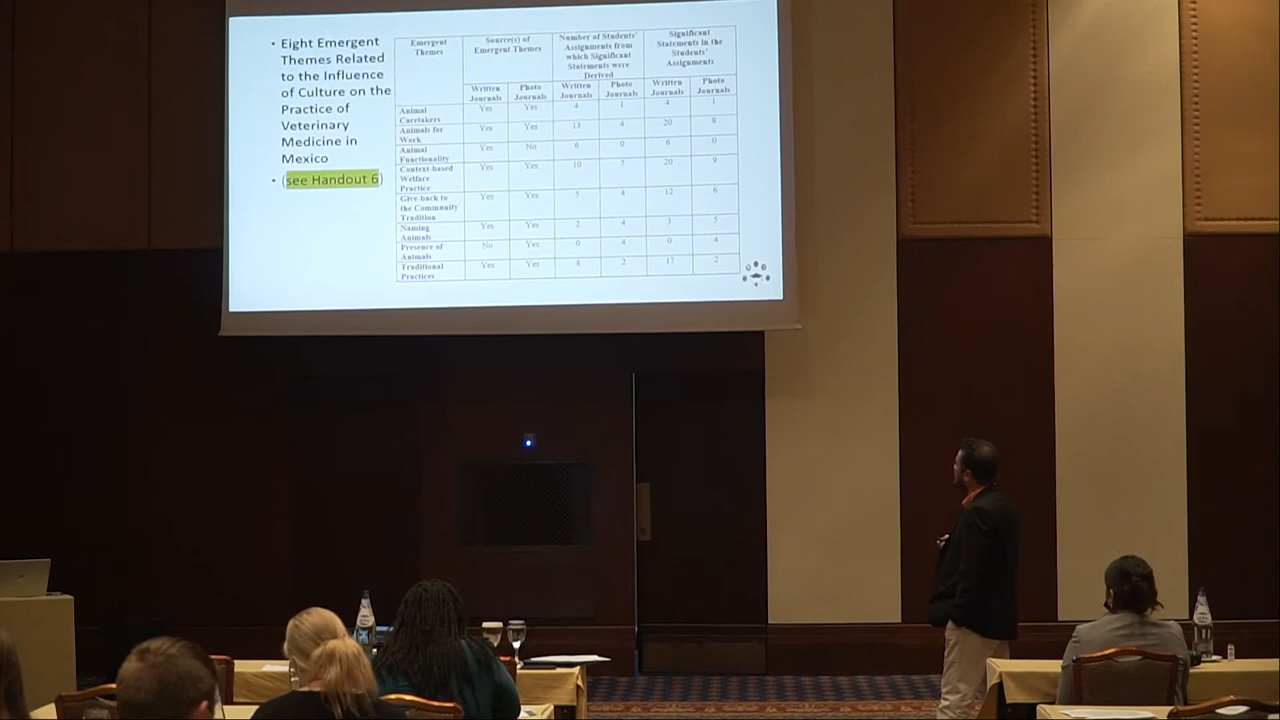 • Eight Emergent
Themes Related
to the Influence
of Culture on the
Practice of
Veterinary
Medicine in
Mexico
• (see Handout 6)
Emergent Themes
Source(s) of Emergent Themes
Number of Students' Assignments from which Significant Statements were Derived
Significant Statements in the Students' Assignments
Written Journals Photo Journals Written Journals Photo Journals Written Journals Photo Journals
Animal Caretakers Yes Yes 4 1 4 1
Animals for Work Yes Yes 13 4 20 8
Animal Functionality Yes No 6 0 6 0
Context-based Welfare Practice Yes Yes 10 7 20 9
Give-back to the Community Tradition Yes Yes 5 4 12 6
Naming Animals Yes Yes 2 4 3 5
Presence of Animals No Yes 0 4 0 4
Traditional Practices Yes Yes 8 2 17 2